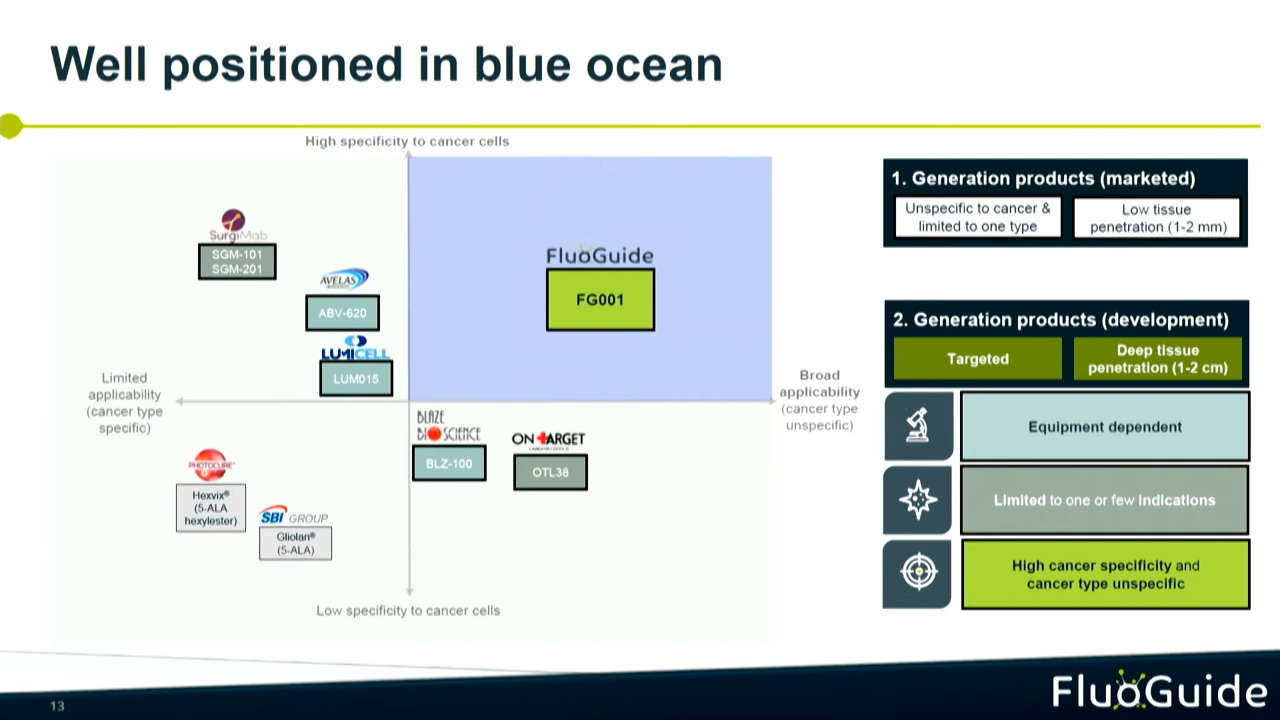 Well positioned in blue ocean
High specificity to cancer cells
SurgiMab
SGM-101
SGM-201
AVELAS
ABV-620
LUMICELL
LUM015
FluoGuide
FG001
Limited
applicability
(cancer type
specific)
Broad
applicability
(cancer type
unspecific)
BLAZE
BIOSCIENCE
BLZ-100
ON TARGET
OTL38
PHOTOCURE
Hexvix®
(5-ALA
hexylester)
SBI GROUP
Gliolan®
(5-ALA)
Low specificity to cancer cells
1. Generation products (marketed)
Unspecific to cancer &
limited to one type
Low tissue
penetration (1-2 mm)
2. Generation products (development)
Targeted
Deep tissue
penetration (1-2 cm)
Equipment dependent
Limited to one or few indications
High cancer specificity and
cancer type unspecific
13
FluoGuide